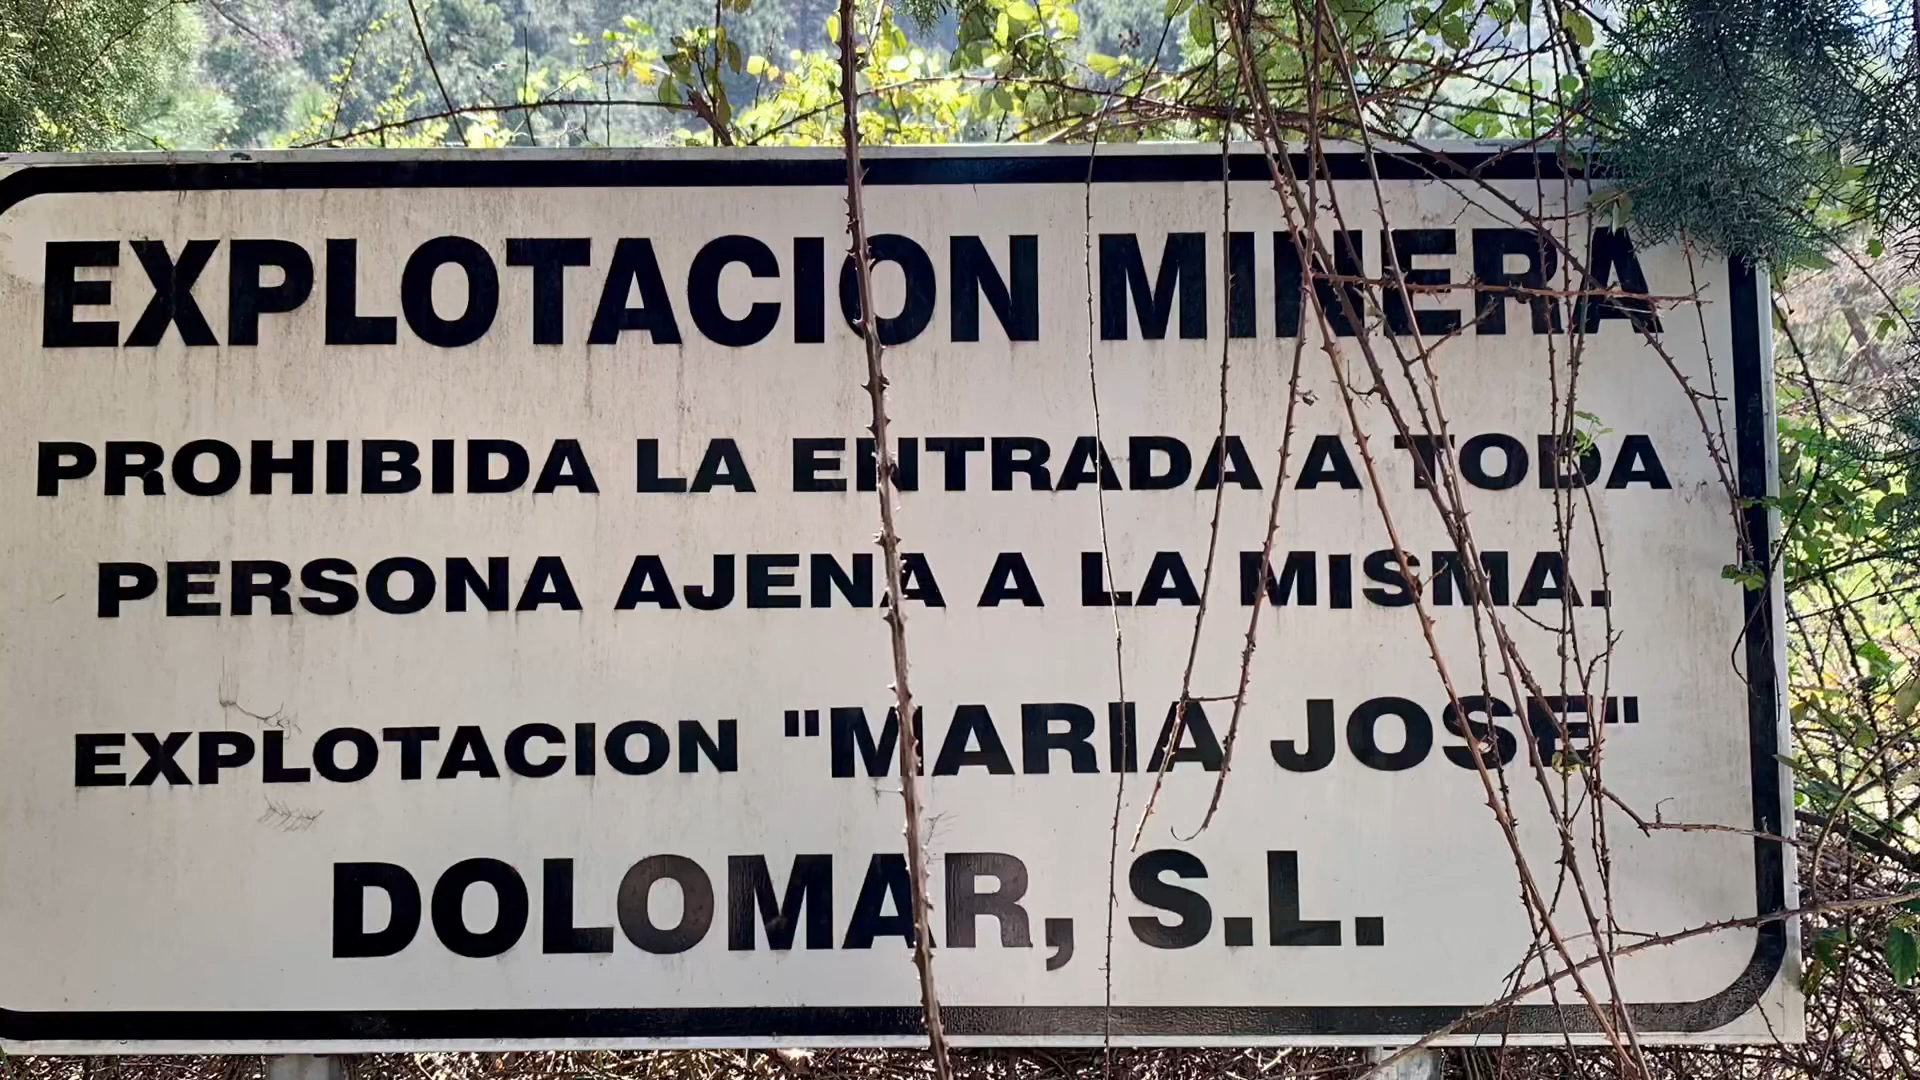 EXPLOTACION MINERA
PROHIBIDA LA ENTRADA A TODA
PERSONA AJENA A LA MISMA.
EXPLOTACION "MARIA JOSE"
DOLOMAR, S.L.